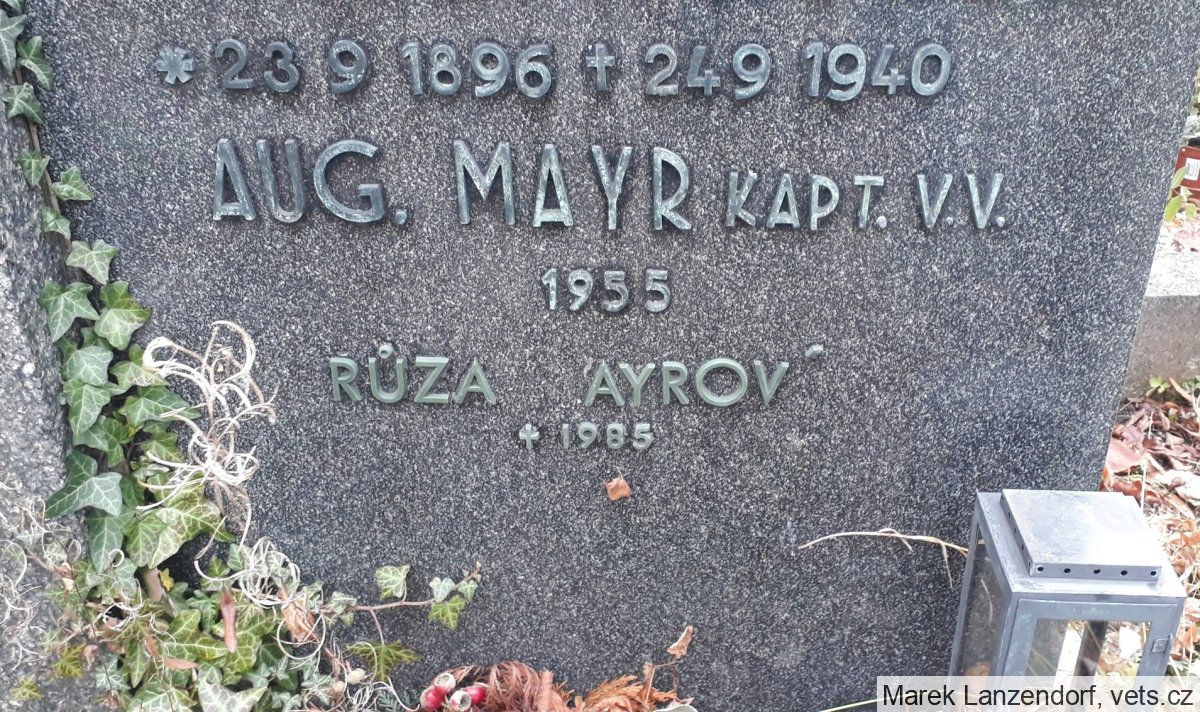 * 23 9 1896 ✝ 24 9 1940
AUG. MAYR KAPT. V. V.
1955
RŮZA AYROV´
✝ 1985
Marek Lanzendorf, vets.cz